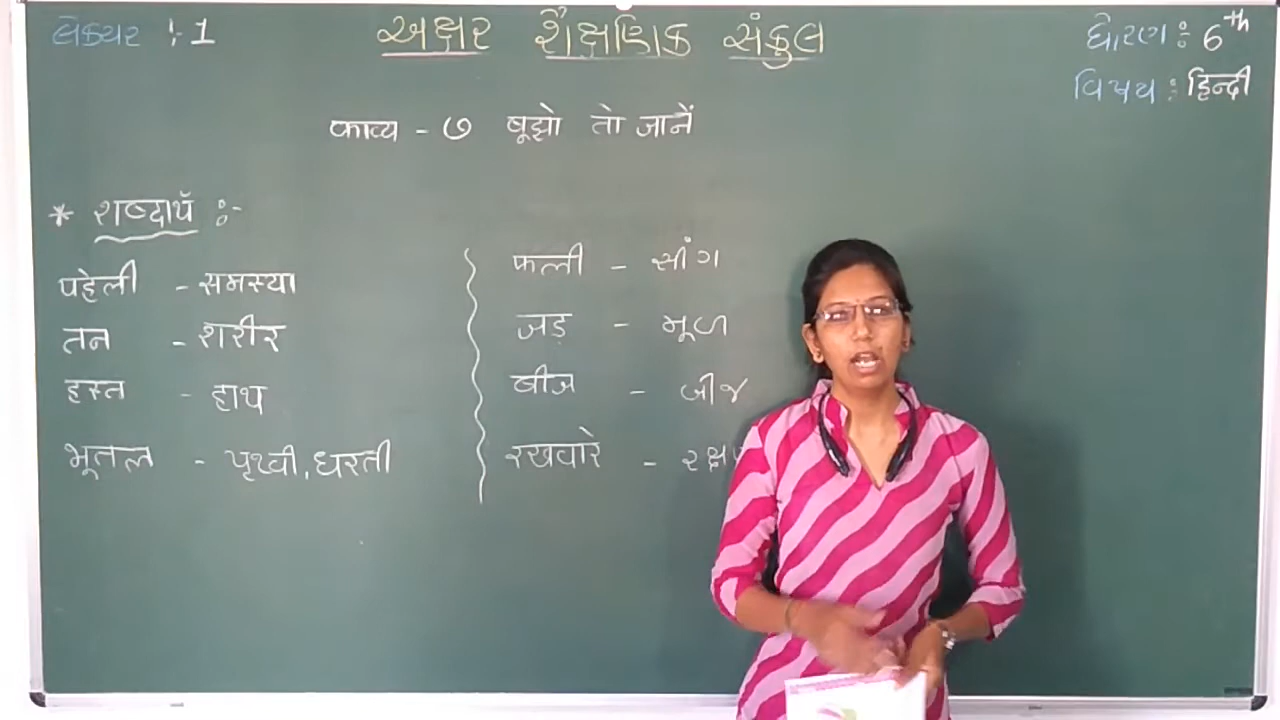 લેક્ચર : 1
અક્ષર શૈક્ષણિક સંકુલ
ધોરણ : 6th
વિષય : हिन्दी
काव्य - ७ बूझो तो जानें
* शब्दार्थ :-
पहेली - समस्या
तन - शरीर
हस्त - हाथ
भूतल - पृथ्वी, धरती
फली - સીંગ
जड़ - મૂળ
बीज - બીજ
रखवारे -